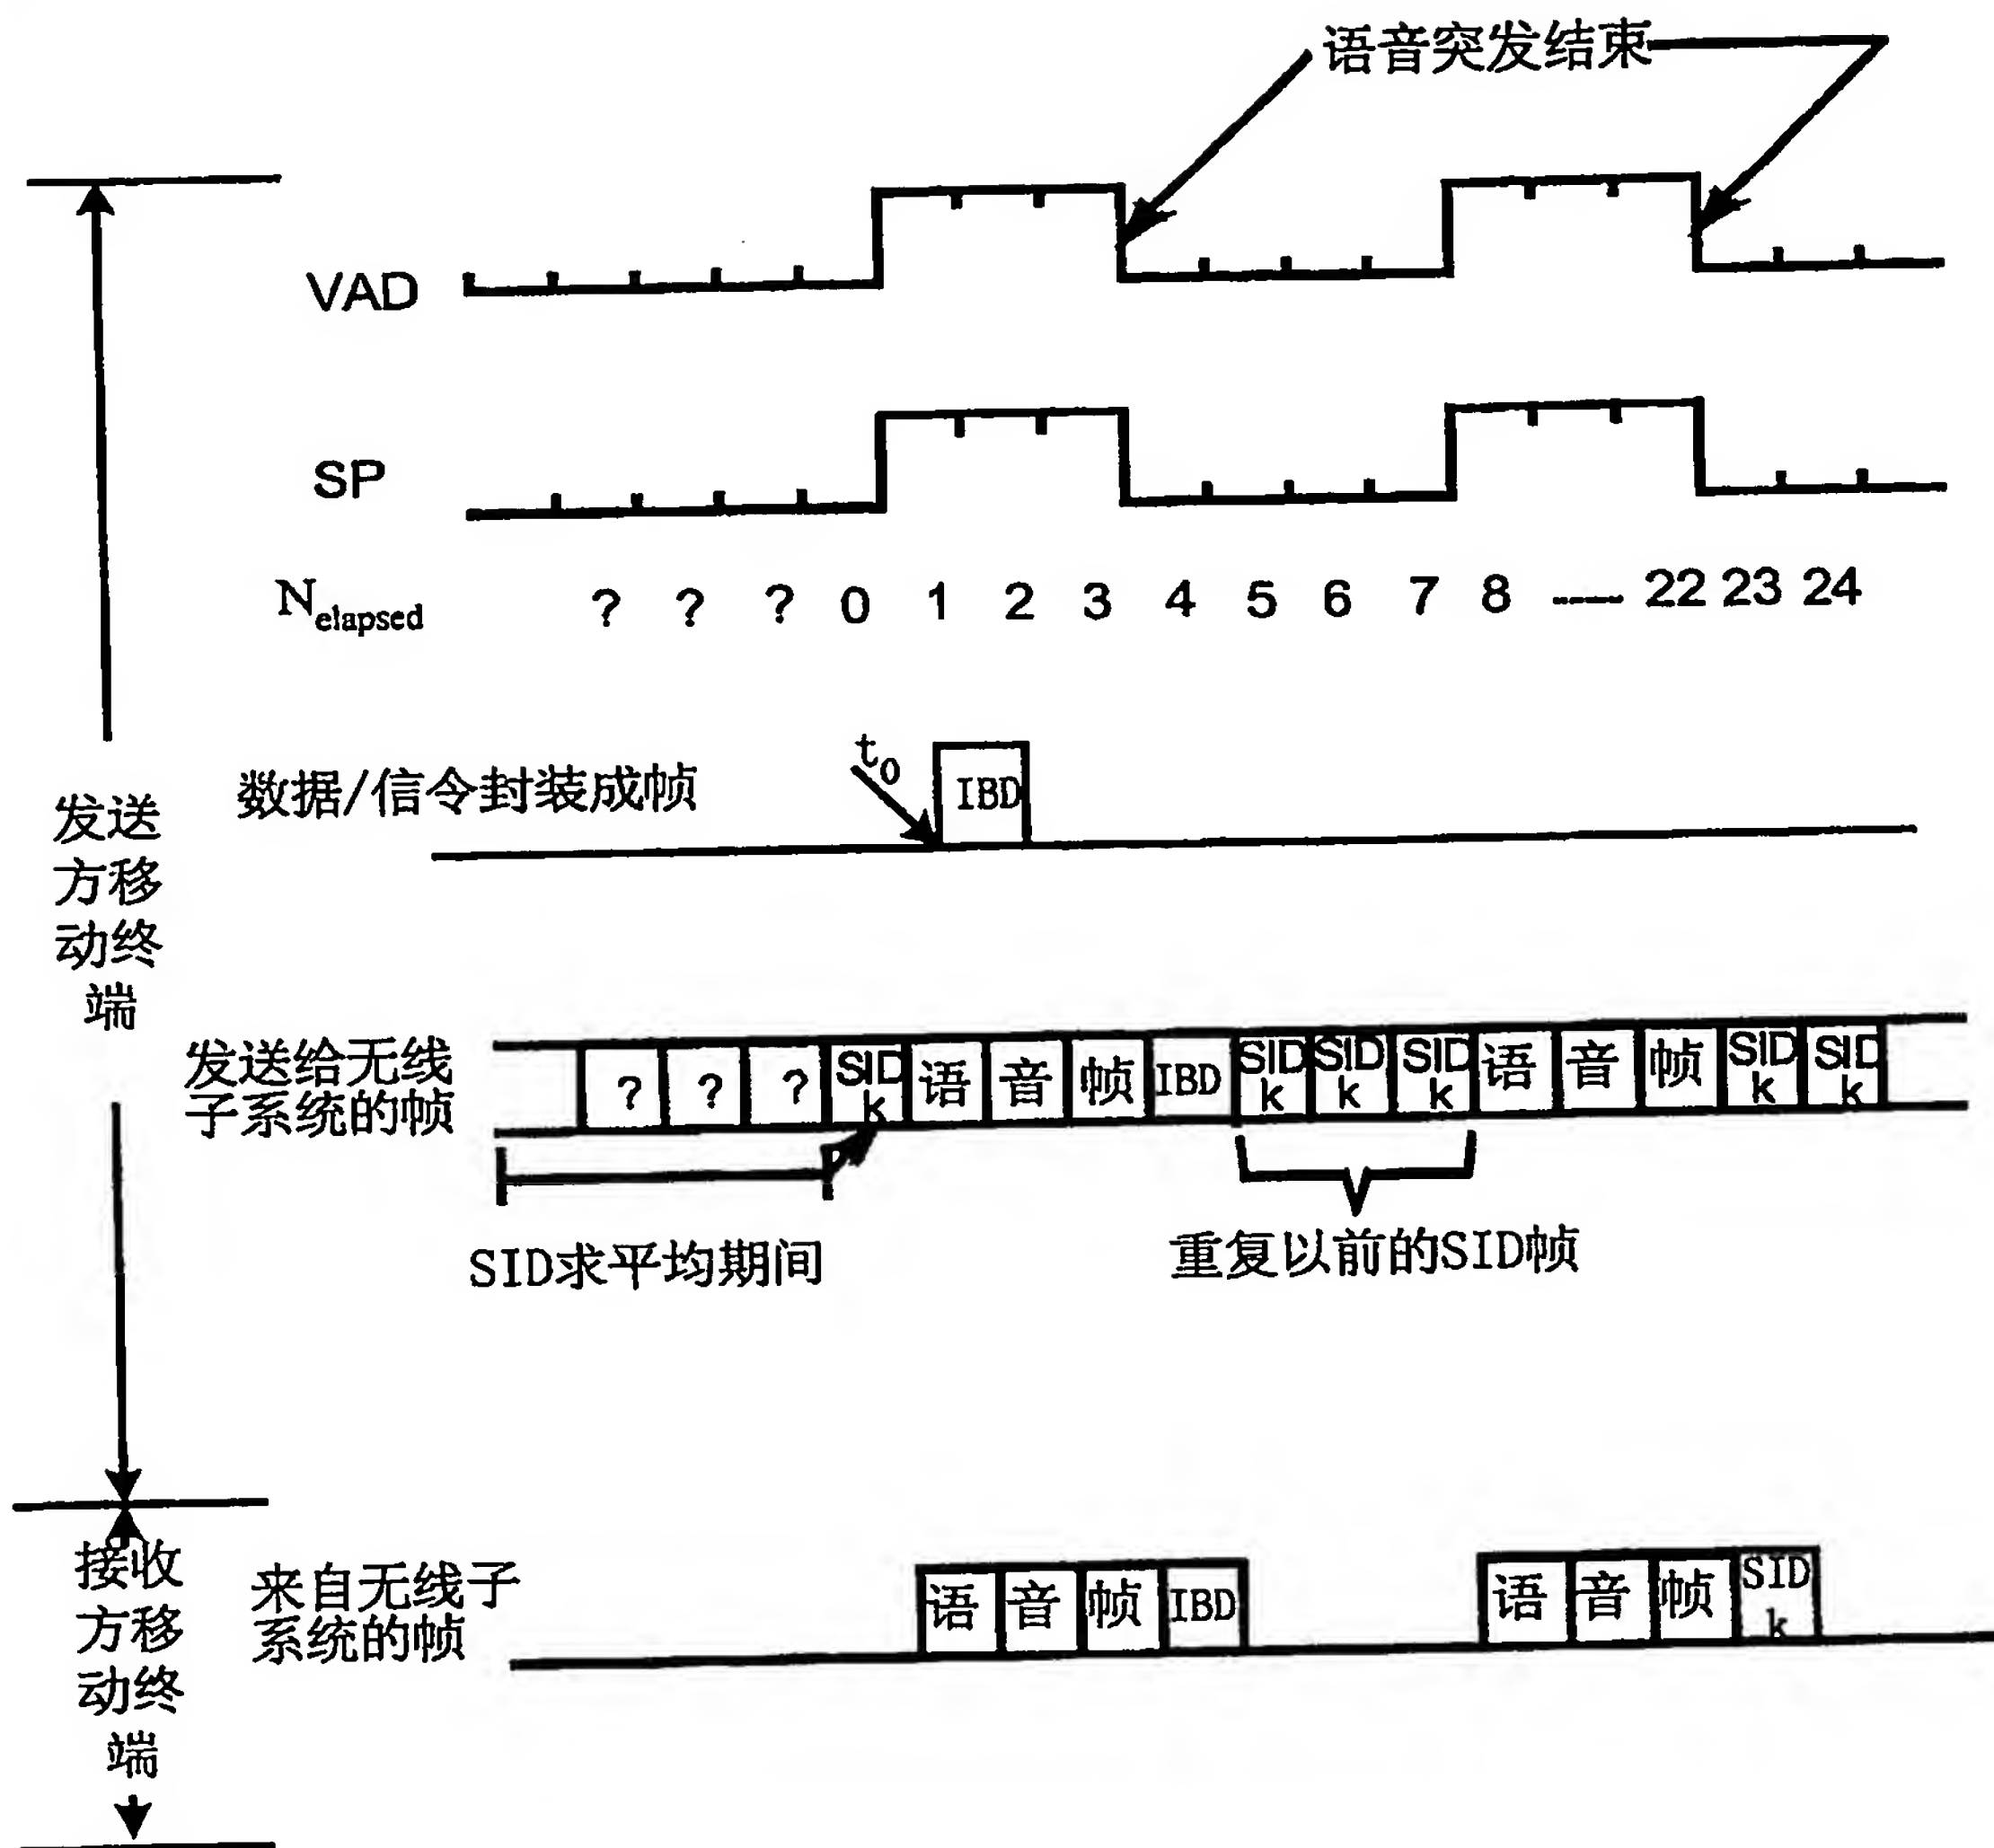 语音突发结束
VAD
SP
N elapsed ? ? ? 0 1 2 3 4 5 6 7 8 — 22 23 24
t0
数据/信令封装成帧
IBD
发送
方移
动终
端
发送给无线
子系统的帧
? ? ? SID k 语 音 帧 IBD SID k SID k SID k 语 音 帧 SID k SID k
SID求平均期间
重复以前的SID帧
接收
方移
动终
端
来自无线子
系统的帧
语 音 帧 IBD 语 音 帧 SID k